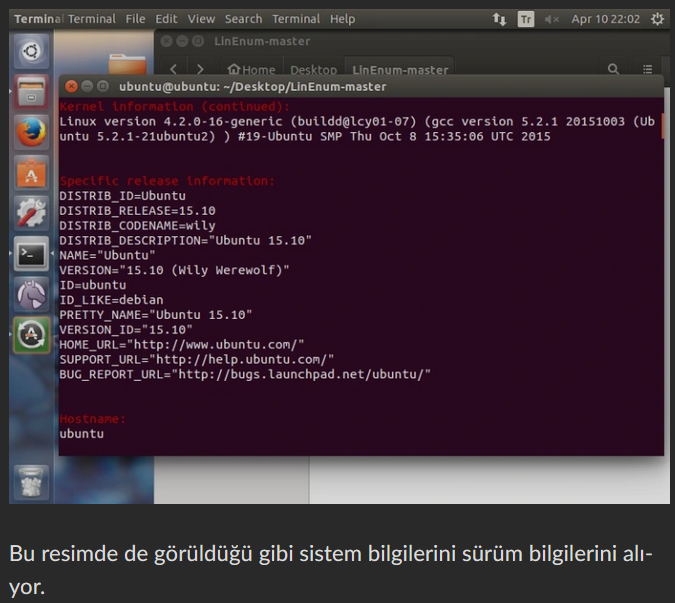 Terminal Terminal File Edit View Search Terminal Help Tr Apr 10 22:02
LinEnum-master
Home Desktop LinEnum-master
ubuntu@ubuntu: ~/Desktop/LinEnum-master
Kernel information (continued):
Linux version 4.2.0-16-generic (buildd@lcy01-07) (gcc version 5.2.1 20151003 (Ub
untu 5.2.1-21ubuntu2) ) #19-Ubuntu SMP Thu Oct 8 15:35:06 UTC 2015
Specific release information:
DISTRIB_ID=Ubuntu
DISTRIB_RELEASE=15.10
DISTRIB_CODENAME=wily
DISTRIB_DESCRIPTION="Ubuntu 15.10"
NAME="Ubuntu"
VERSION="15.10 (Wily Werewolf)"
ID=ubuntu
ID_LIKE=debian
PRETTY_NAME="Ubuntu 15.10"
VERSION_ID="15.10"
HOME_URL="http://www.ubuntu.com/"
SUPPORT_URL="http://help.ubuntu.com/"
BUG_REPORT_URL="http://bugs.launchpad.net/ubuntu/"
Hostname:
ubuntu
Bu resimde de görüldüğü gibi sistem bilgilerini sürüm bilgilerini alı-
yor.